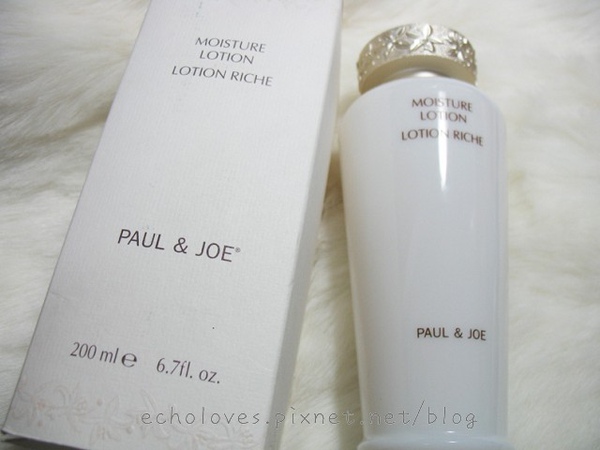 MOISTURE
LOTION
LOTION RICHE
PAUL & JOE®
200 ml e 6.7fl. oz.
MOISTURE
LOTION
LOTION RICHE
PAUL & JOE
echoloves.pixnet.net/blog